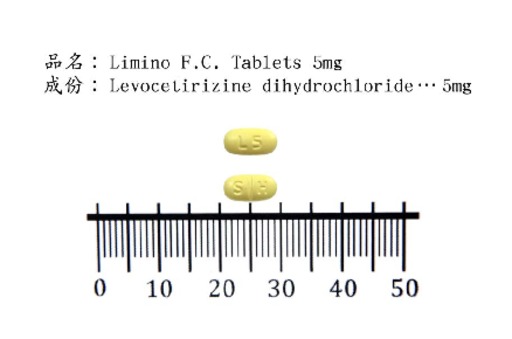 品名：Limino F.C. Tablets 5mg
成份：Levocetirizine dihydrochloride…5mg
L5
S H
0 10 20 30 40 50